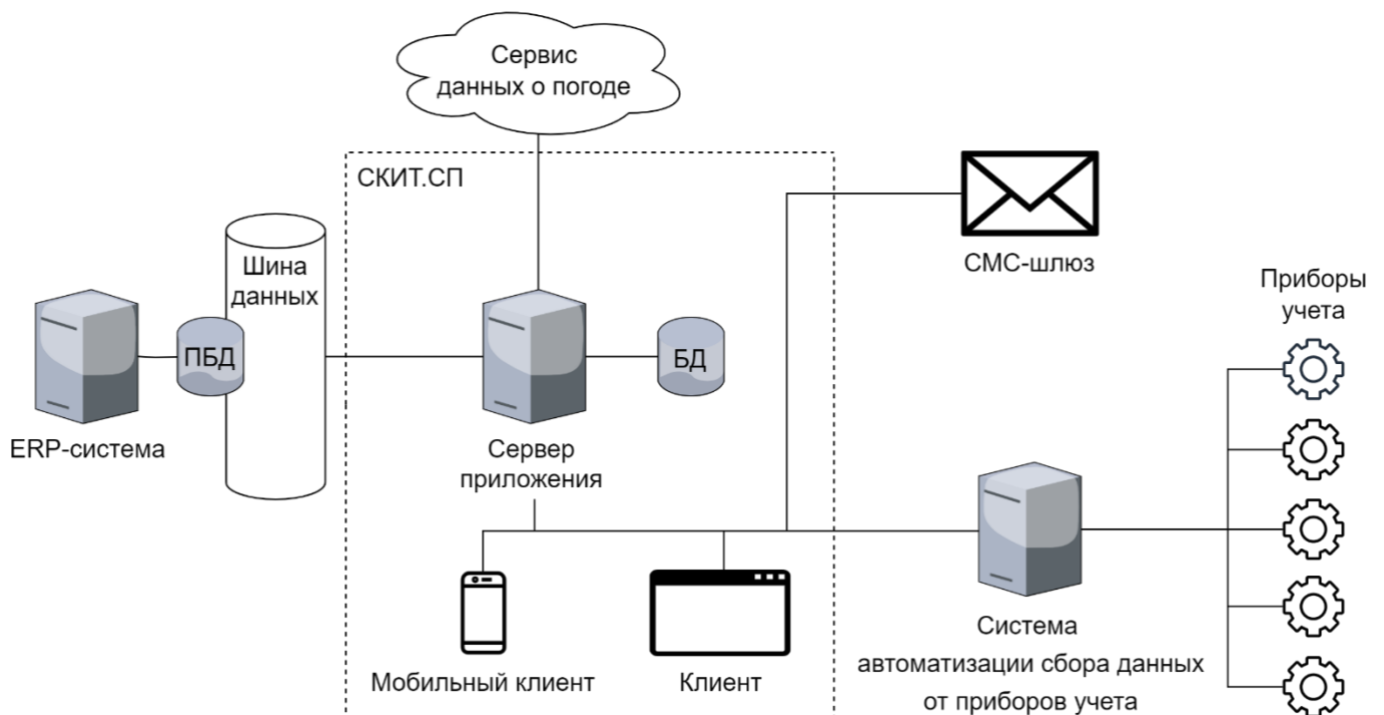 Сервис
данных о погоде
СКИТ.СП
СМС-шлюз
Шина
данных
Приборы
учета
ПБД
БД
ERP-система
Сервер
приложения
Мобильный клиент
Клиент
Система
автоматизации сбора данных
от приборов учета